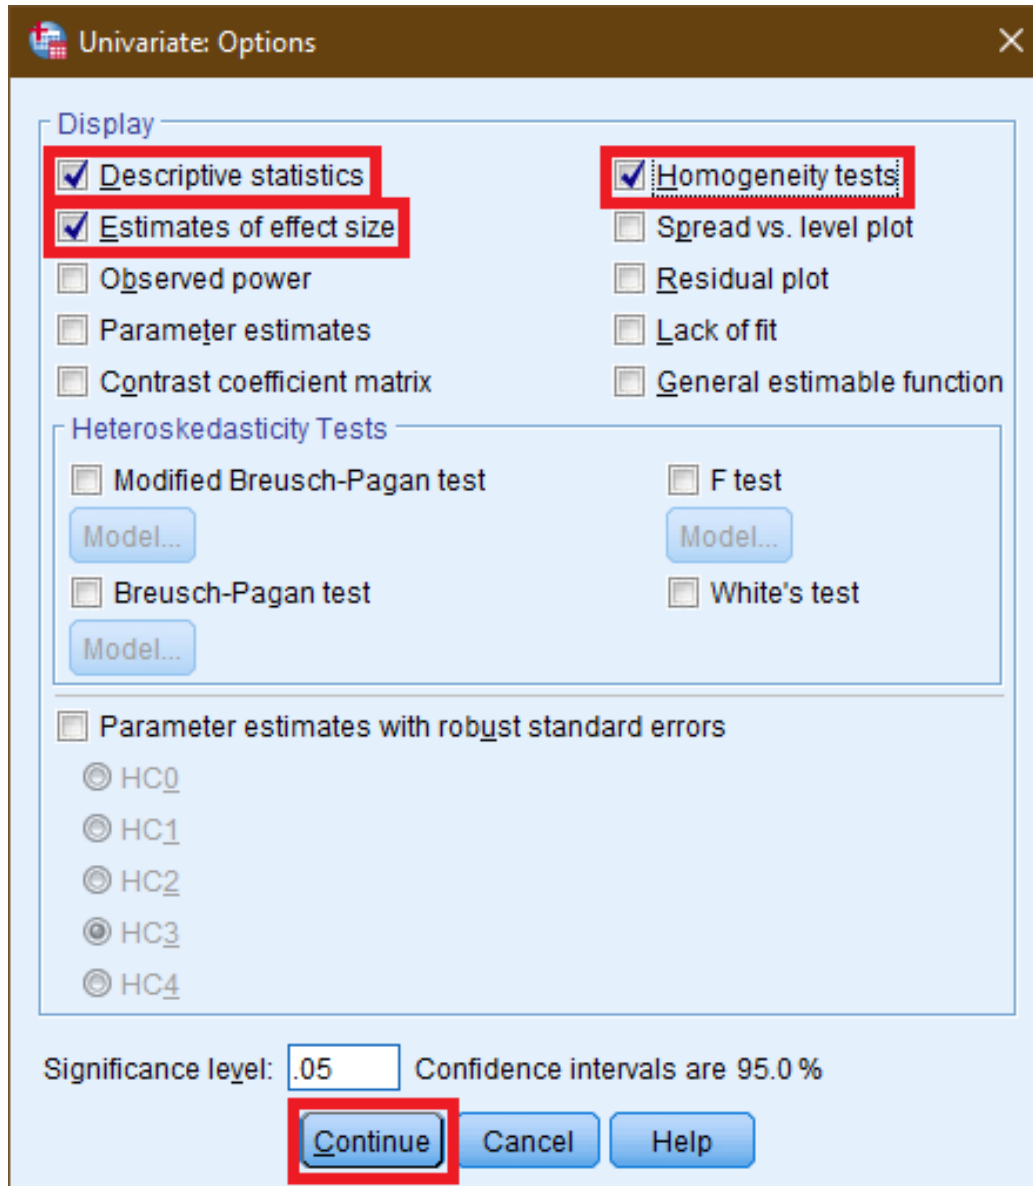 Univariate: Options
Display
Descriptive statistics
Homogeneity tests
Estimates of effect size
Spread vs. level plot
Observed power
Residual plot
Parameter estimates
Lack of fit
Contrast coefficient matrix
General estimable function
Heteroskedasticity Tests
Modified Breusch-Pagan test
F test
Model...
Model...
Breusch-Pagan test
White's test
Model...
Parameter estimates with robust standard errors
HC0
HC1
HC2
HC3
HC4
Significance level: .05 Confidence intervals are 95.0 %
Continue
Cancel
Help